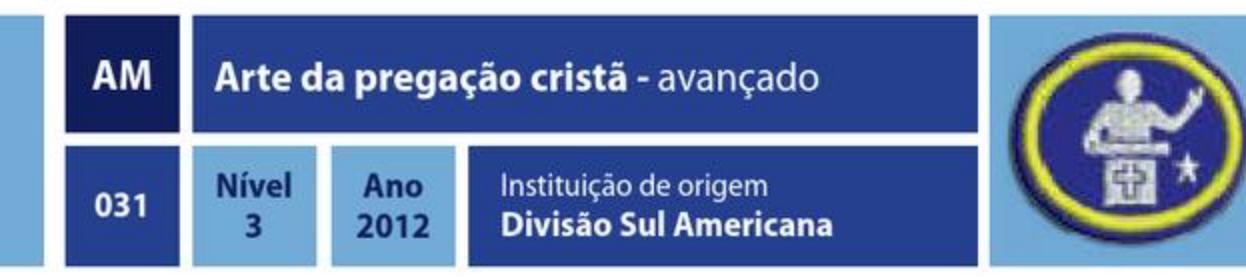 AM
Arte da pregação cristã - avançado
031
Nível
3
Ano
2012
Instituição de origem
Divisão Sul Americana